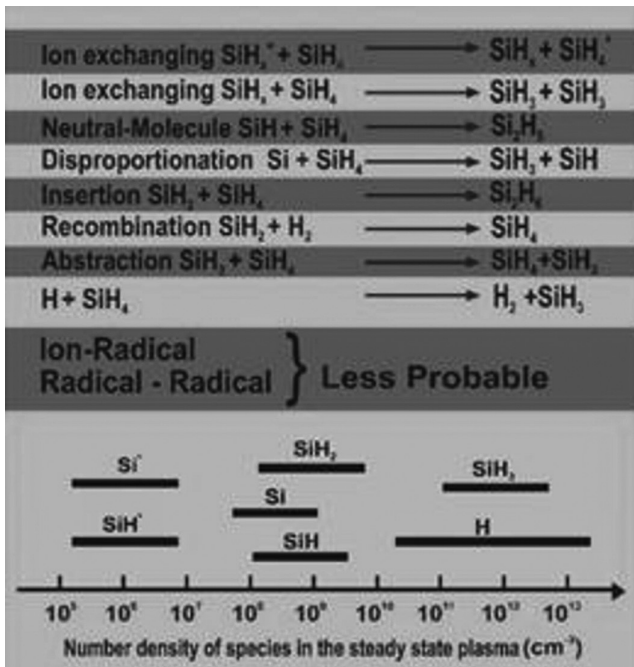 Ion exchanging SiHₓ⁺ + SiH₄ → SiHₓ + SiH₄⁺
Ion exchanging SiHₓ + SiH₄ → SiH₃ + SiH₃
Neutral-Molecule SiH + SiH₄ → Si₂H₅
Disproportionation Si + SiH₄ → SiH₃ + SiH
Insertion SiH₂ + SiH₄ → Si₂H₆
Recombination SiH₂ + H₂ → SiH₄
Abstraction SiH₃ + SiH₄ → SiH₄ + SiH₃
H + SiH₄ → H₂ + SiH₃
Ion-Radical
Radical - Radical } Less Probable
Si⁺ SiH₂ SiH₃
Si
SiH⁺ SiH H
10⁵ 10⁶ 10⁷ 10⁸ 10⁹ 10¹⁰ 10¹¹ 10¹² 10¹³
Number density of species in the steady state plasma (cm⁻³)